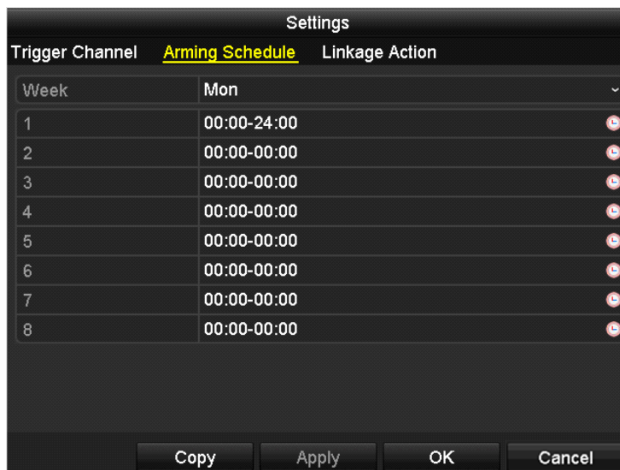 Settings
Trigger Channel Arming Schedule Linkage Action
Week Mon
1 00:00-24:00
2 00:00-00:00
3 00:00-00:00
4 00:00-00:00
5 00:00-00:00
6 00:00-00:00
7 00:00-00:00
8 00:00-00:00
Copy Apply OK Cancel